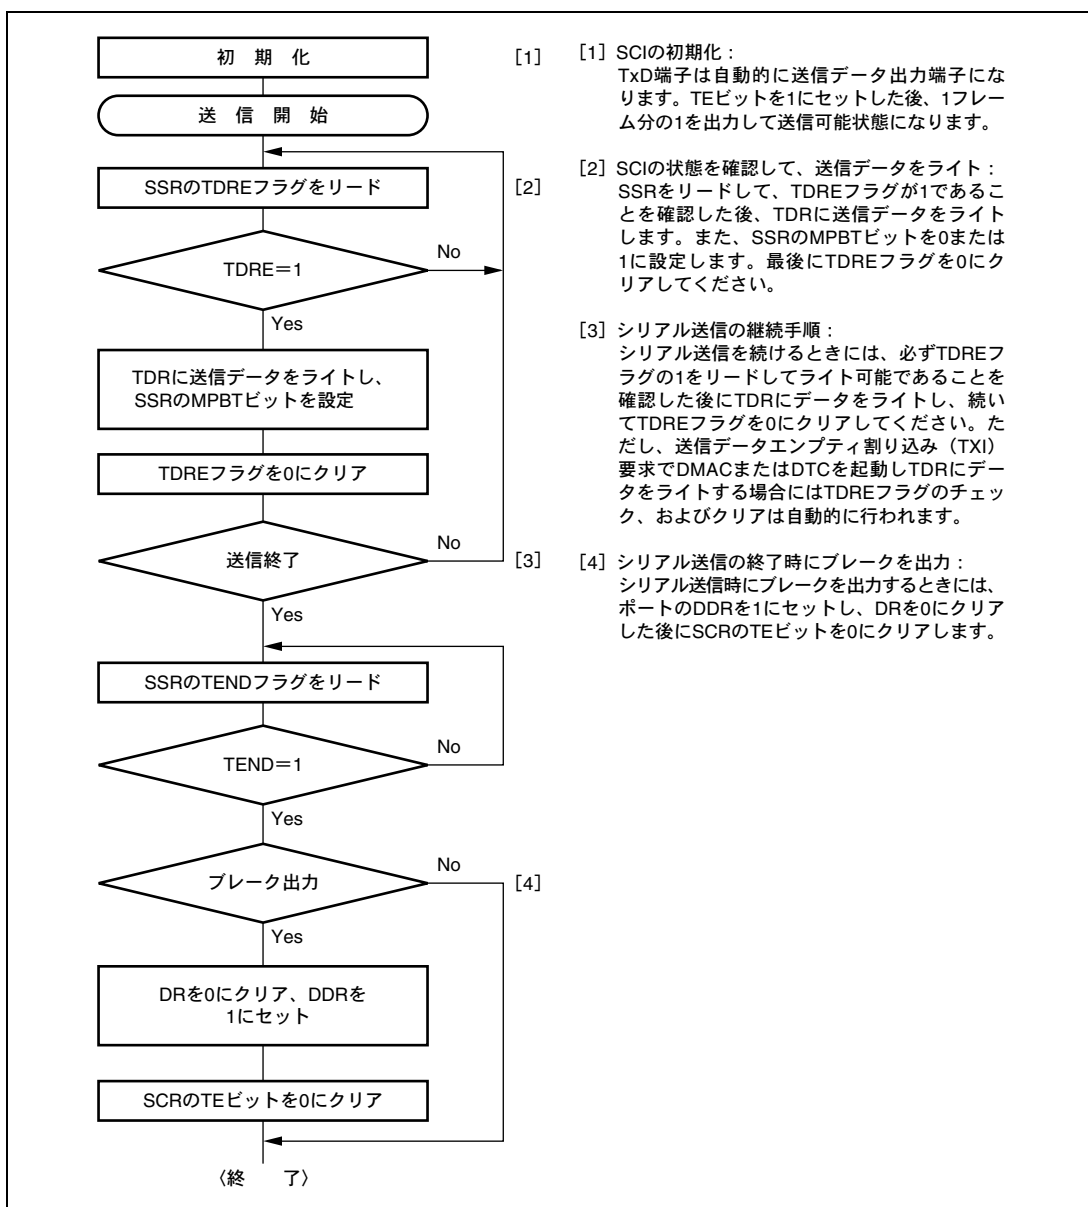 初 期 化
[1]
送 信 開 始
SSRのTDREフラグをリード
[2]
TDRE＝1
No
Yes
TDRに送信データをライトし、
SSRのMPBTビットを設定
TDREフラグを0にクリア
送信終了
No
[3]
Yes
SSRのTENDフラグをリード
TEND＝1
No
Yes
ブレーク出力
No
[4]
Yes
DRを0にクリア、DDRを
1にセット
SCRのTEビットを0にクリア
〈終 了〉
[1] SCIの初期化：
TxD端子は自動的に送信データ出力端子にな
ります。TEビットを1にセットした後、1フレー
ム分の1を出力して送信可能状態になります。
[2] SCIの状態を確認して、送信データをライト：
SSRをリードして、TDREフラグが1であるこ
とを確認した後、TDRに送信データをライト
します。また、SSRのMPBTビットを0または
1に設定します。最後にTDREフラグを0にク
リアしてください。
[3] シリアル送信の継続手順：
シリアル送信を続けるときには、必ずTDREフ
ラグの1をリードしてライト可能であることを
確認した後にTDRにデータをライトし、続い
てTDREフラグを0にクリアしてください。た
だし、送信データエンプティ割り込み（TXI）
要求でDMACまたはDTCを起動しTDRにデー
タをライトする場合にはTDREフラグのチェッ
ク、およびクリアは自動的に行われます。
[4] シリアル送信の終了時にブレークを出力：
シリアル送信時にブレークを出力するときには、
ポートのDDRを1にセットし、DRを0にクリア
した後にSCRのTEビットを0にクリアします。